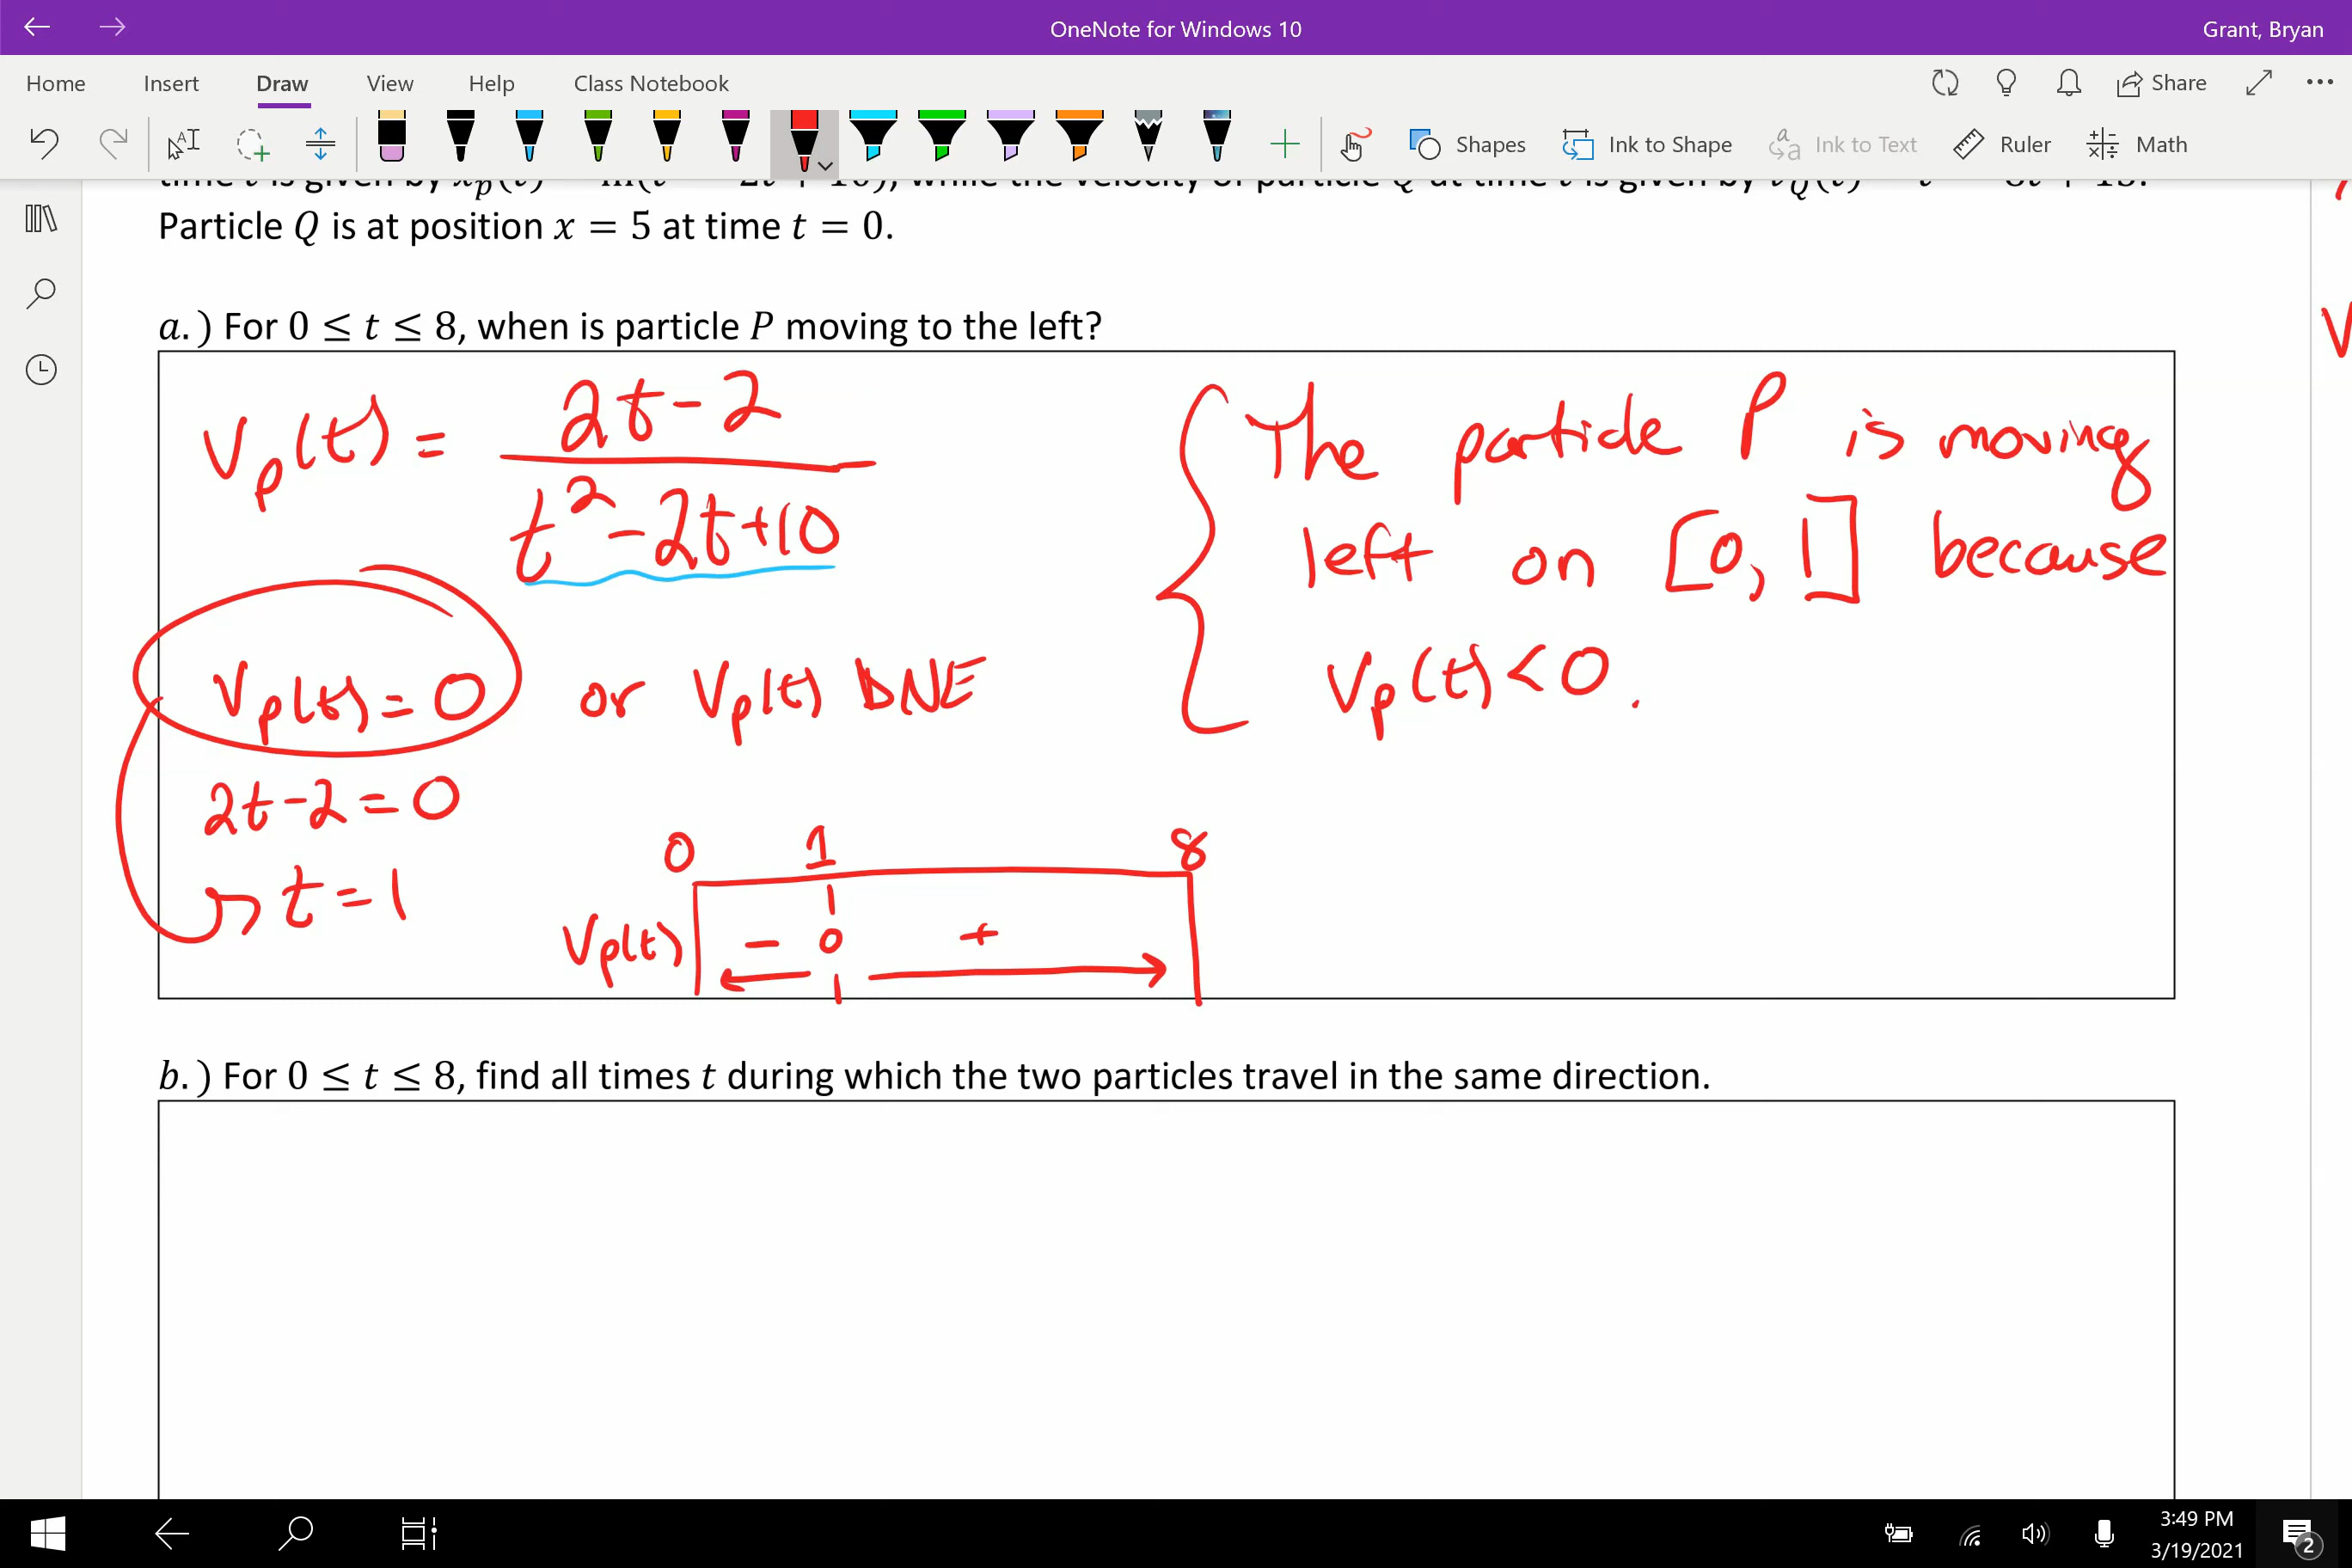 OneNote for Windows 10
Grant, Bryan
Home Insert Draw View Help Class Notebook
Share
Shapes Ink to Shape Ink to Text Ruler Math
Particle Q is at position x = 5 at time t = 0.
a.) For 0 ≤ t ≤ 8, when is particle P moving to the left?
Vp(t) = 2t-2
t²-2t+10
The particle P is moving
left on [0, 1] because
Vp(t)<0.
Vp(t)=0 or Vp(t) DNE
2t-2=0
t=1
0 1 8
Vp(t) - 0 +
b.) For 0 ≤ t ≤ 8, find all times t during which the two particles travel in the same direction.
3:49 PM
3/19/2021
2